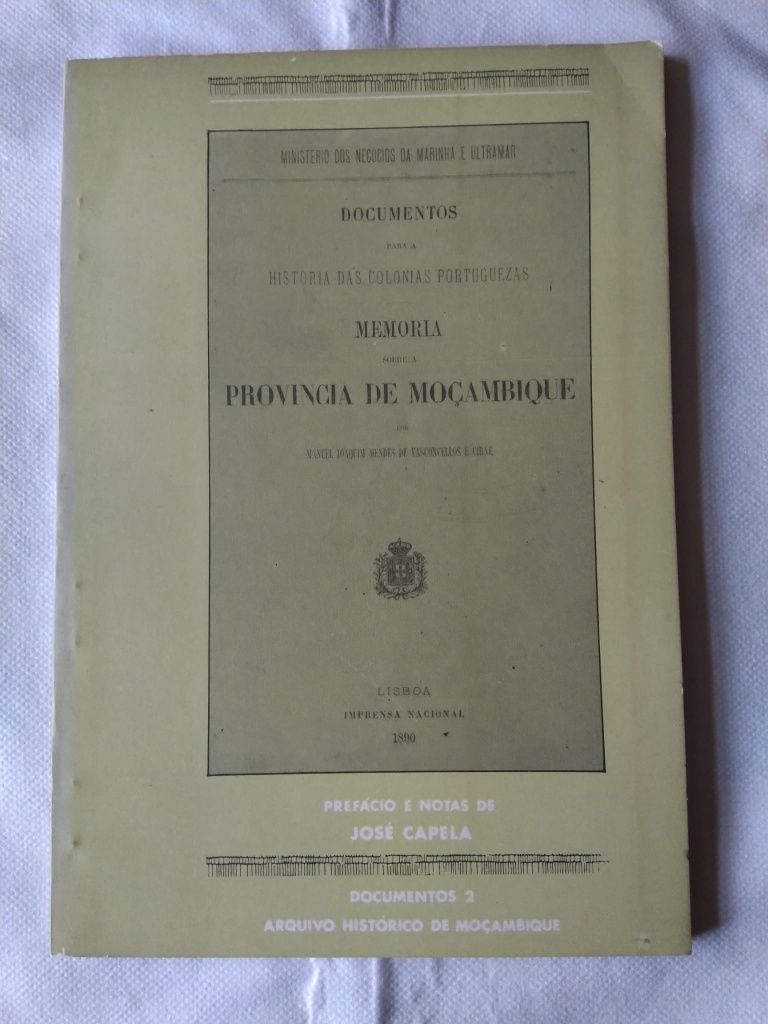 MINISTERIO DOS NEGOCIOS DA MARINHA E ULTRAMAR
DOCUMENTOS
PARA A
HISTORIA DAS COLONIAS PORTUGUEZAS
MEMORIA
SOBRE A
PROVINCIA DE MOÇAMBIQUE
POR
MANUEL JOAQUIM MENDES DE VASCONCELLOS E CIRNE
LISBOA
IMPRENSA NACIONAL
1890
PREFÁCIO E NOTAS DE
JOSÉ CAPELA
DOCUMENTOS 2
ARQUIVO HISTÓRICO DE MOÇAMBIQUE